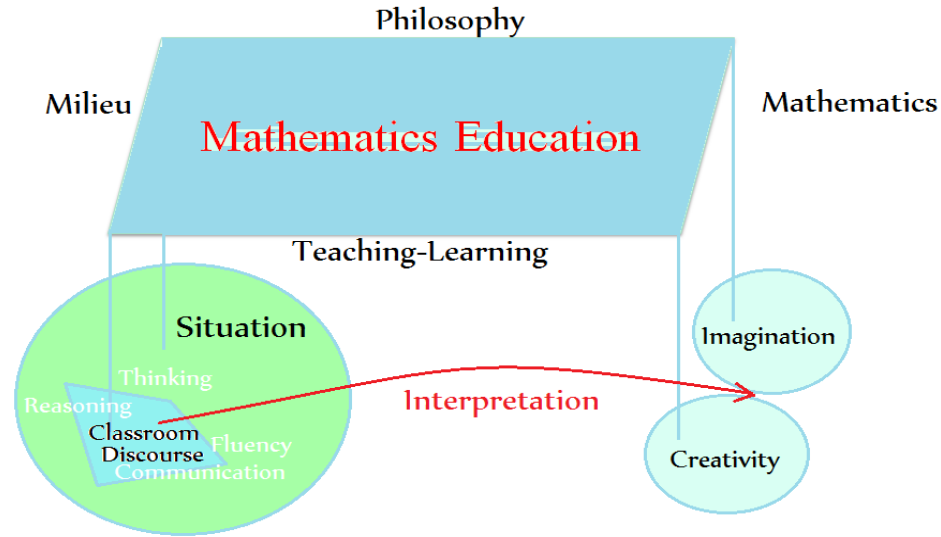 Philosophy
Milieu
Mathematics
Mathematics Education
Teaching-Learning
Situation
Imagination
Thinking
Interpretation
Reasoning
Classroom
Discourse
Fluency
Communication
Creativity